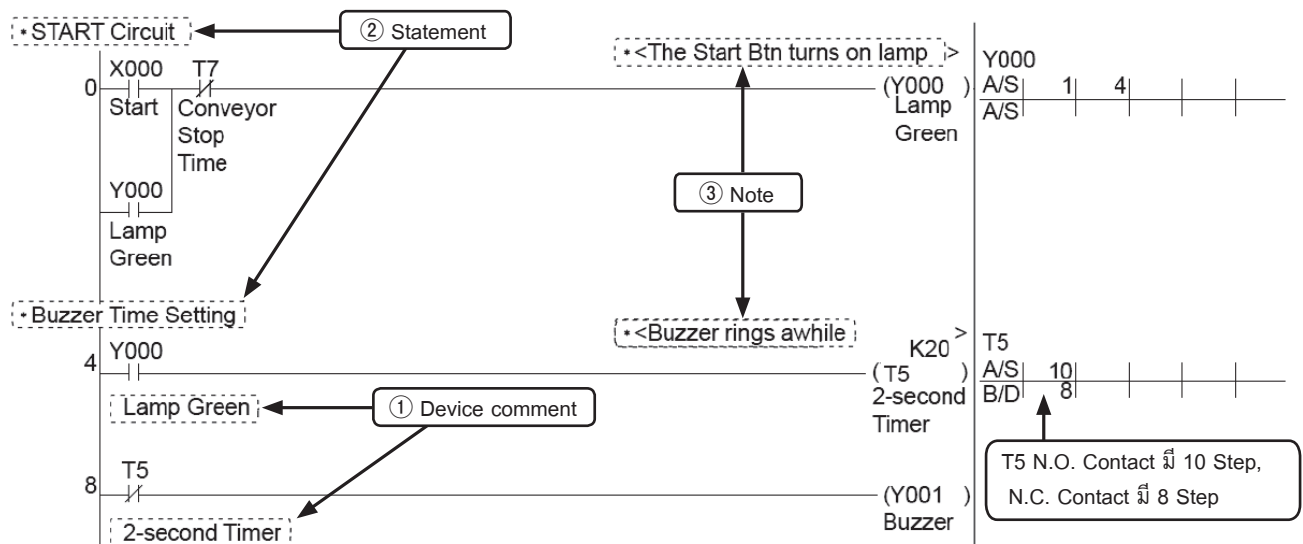 *START Circuit
② Statement
*<The Start Btn turns on lamp >
0
X000
T7
Start
Conveyor
Stop
Time
(Y000 )
Lamp
Green
Y000
A/S 1 4
A/S
③ Note
Y000
Lamp
Green
*Buzzer Time Setting
*<Buzzer rings awhile >
4
Y000
K20
(T5 )
2-second
Timer
T5
A/S 10
B/D 8
Lamp Green
① Device comment
T5 N.O. Contact มี 10 Step,
N.C. Contact มี 8 Step
8
T5
(Y001 )
Buzzer
2-second Timer